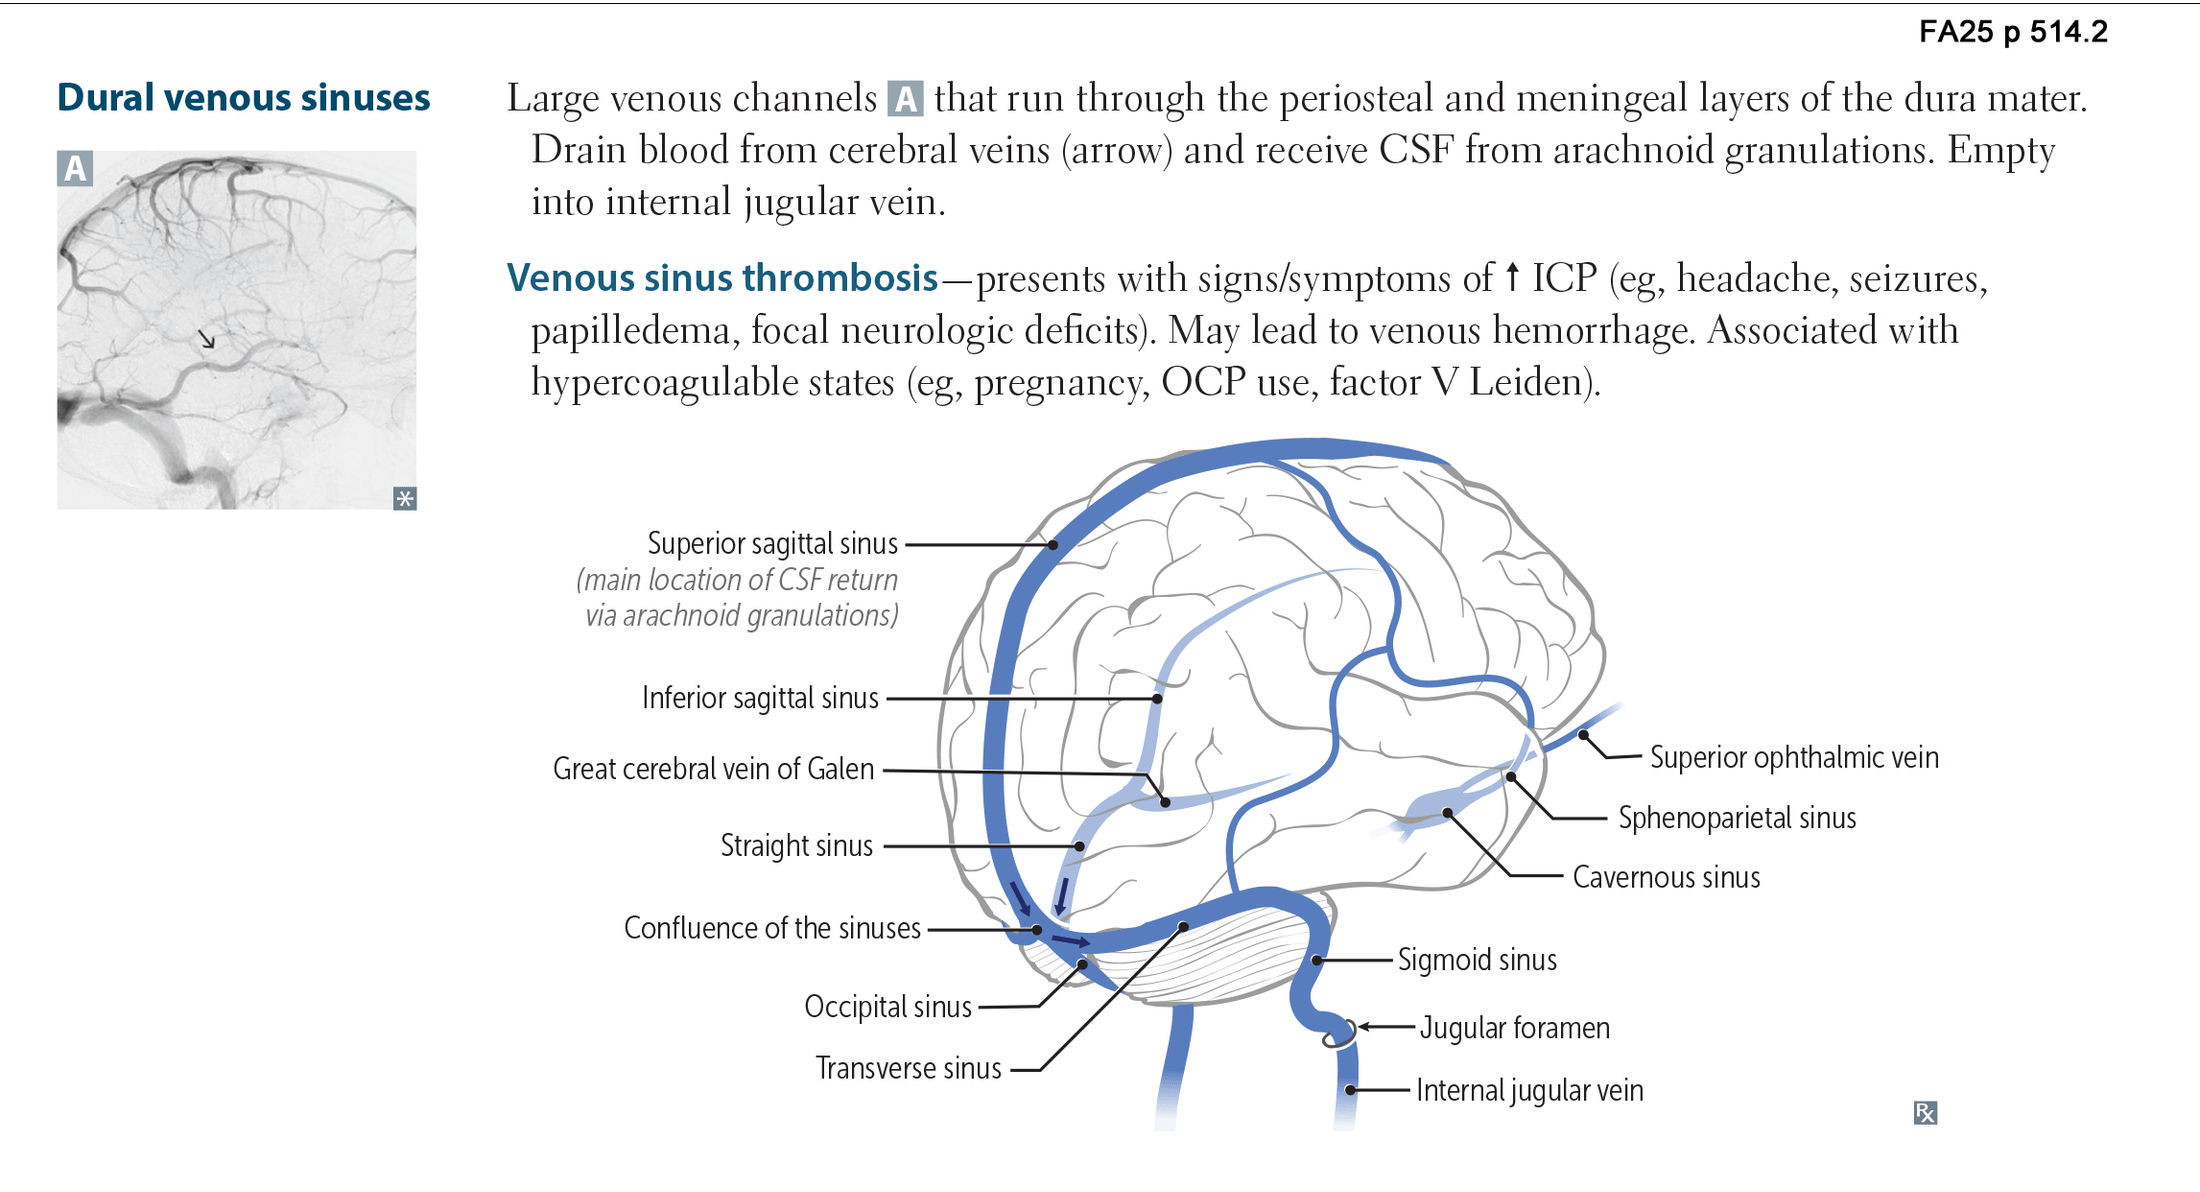 FA25 p 514.2
Dural venous sinuses
A
*
Large venous channels A that run through the periosteal and meningeal layers of the dura mater.
Drain blood from cerebral veins (arrow) and receive CSF from arachnoid granulations. Empty
into internal jugular vein.
Venous sinus thrombosis—presents with signs/symptoms of ↑ ICP (eg, headache, seizures,
papilledema, focal neurologic deficits). May lead to venous hemorrhage. Associated with
hypercoagulable states (eg, pregnancy, OCP use, factor V Leiden).
Superior sagittal sinus
(main location of CSF return
via arachnoid granulations)
Inferior sagittal sinus
Great cerebral vein of Galen
Straight sinus
Confluence of the sinuses
Occipital sinus
Transverse sinus
Superior ophthalmic vein
Sphenoparietal sinus
Cavernous sinus
Sigmoid sinus
Jugular foramen
Internal jugular vein
Rx